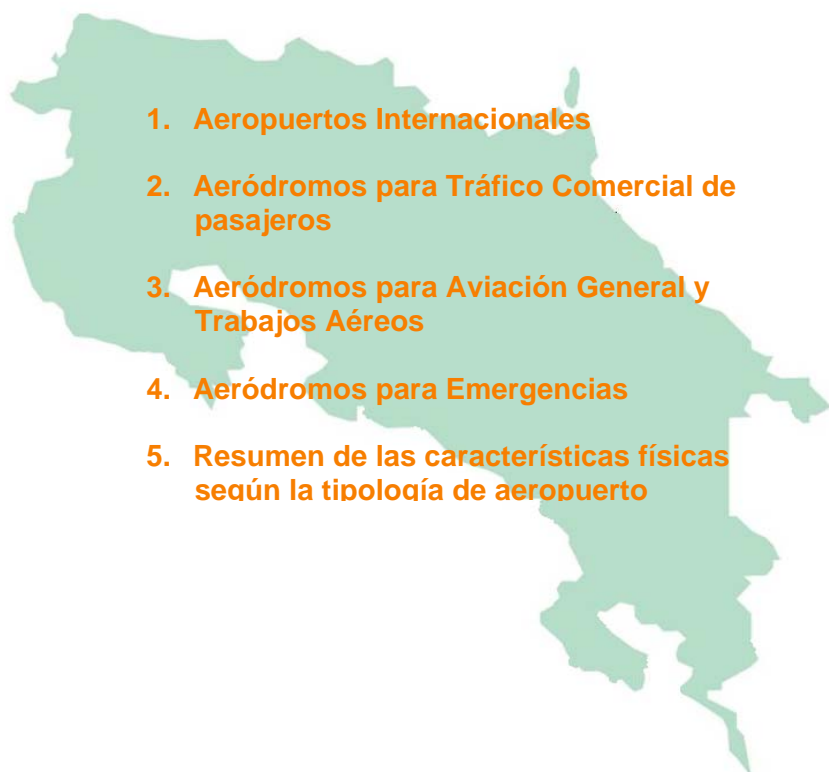 1. Aeropuertos Internacionales
2. Aeródromos para Tráfico Comercial de
pasajeros
3. Aeródromos para Aviación General y
Trabajos Aéreos
4. Aeródromos para Emergencias
5. Resumen de las características físicas
según la tipología de aeropuerto